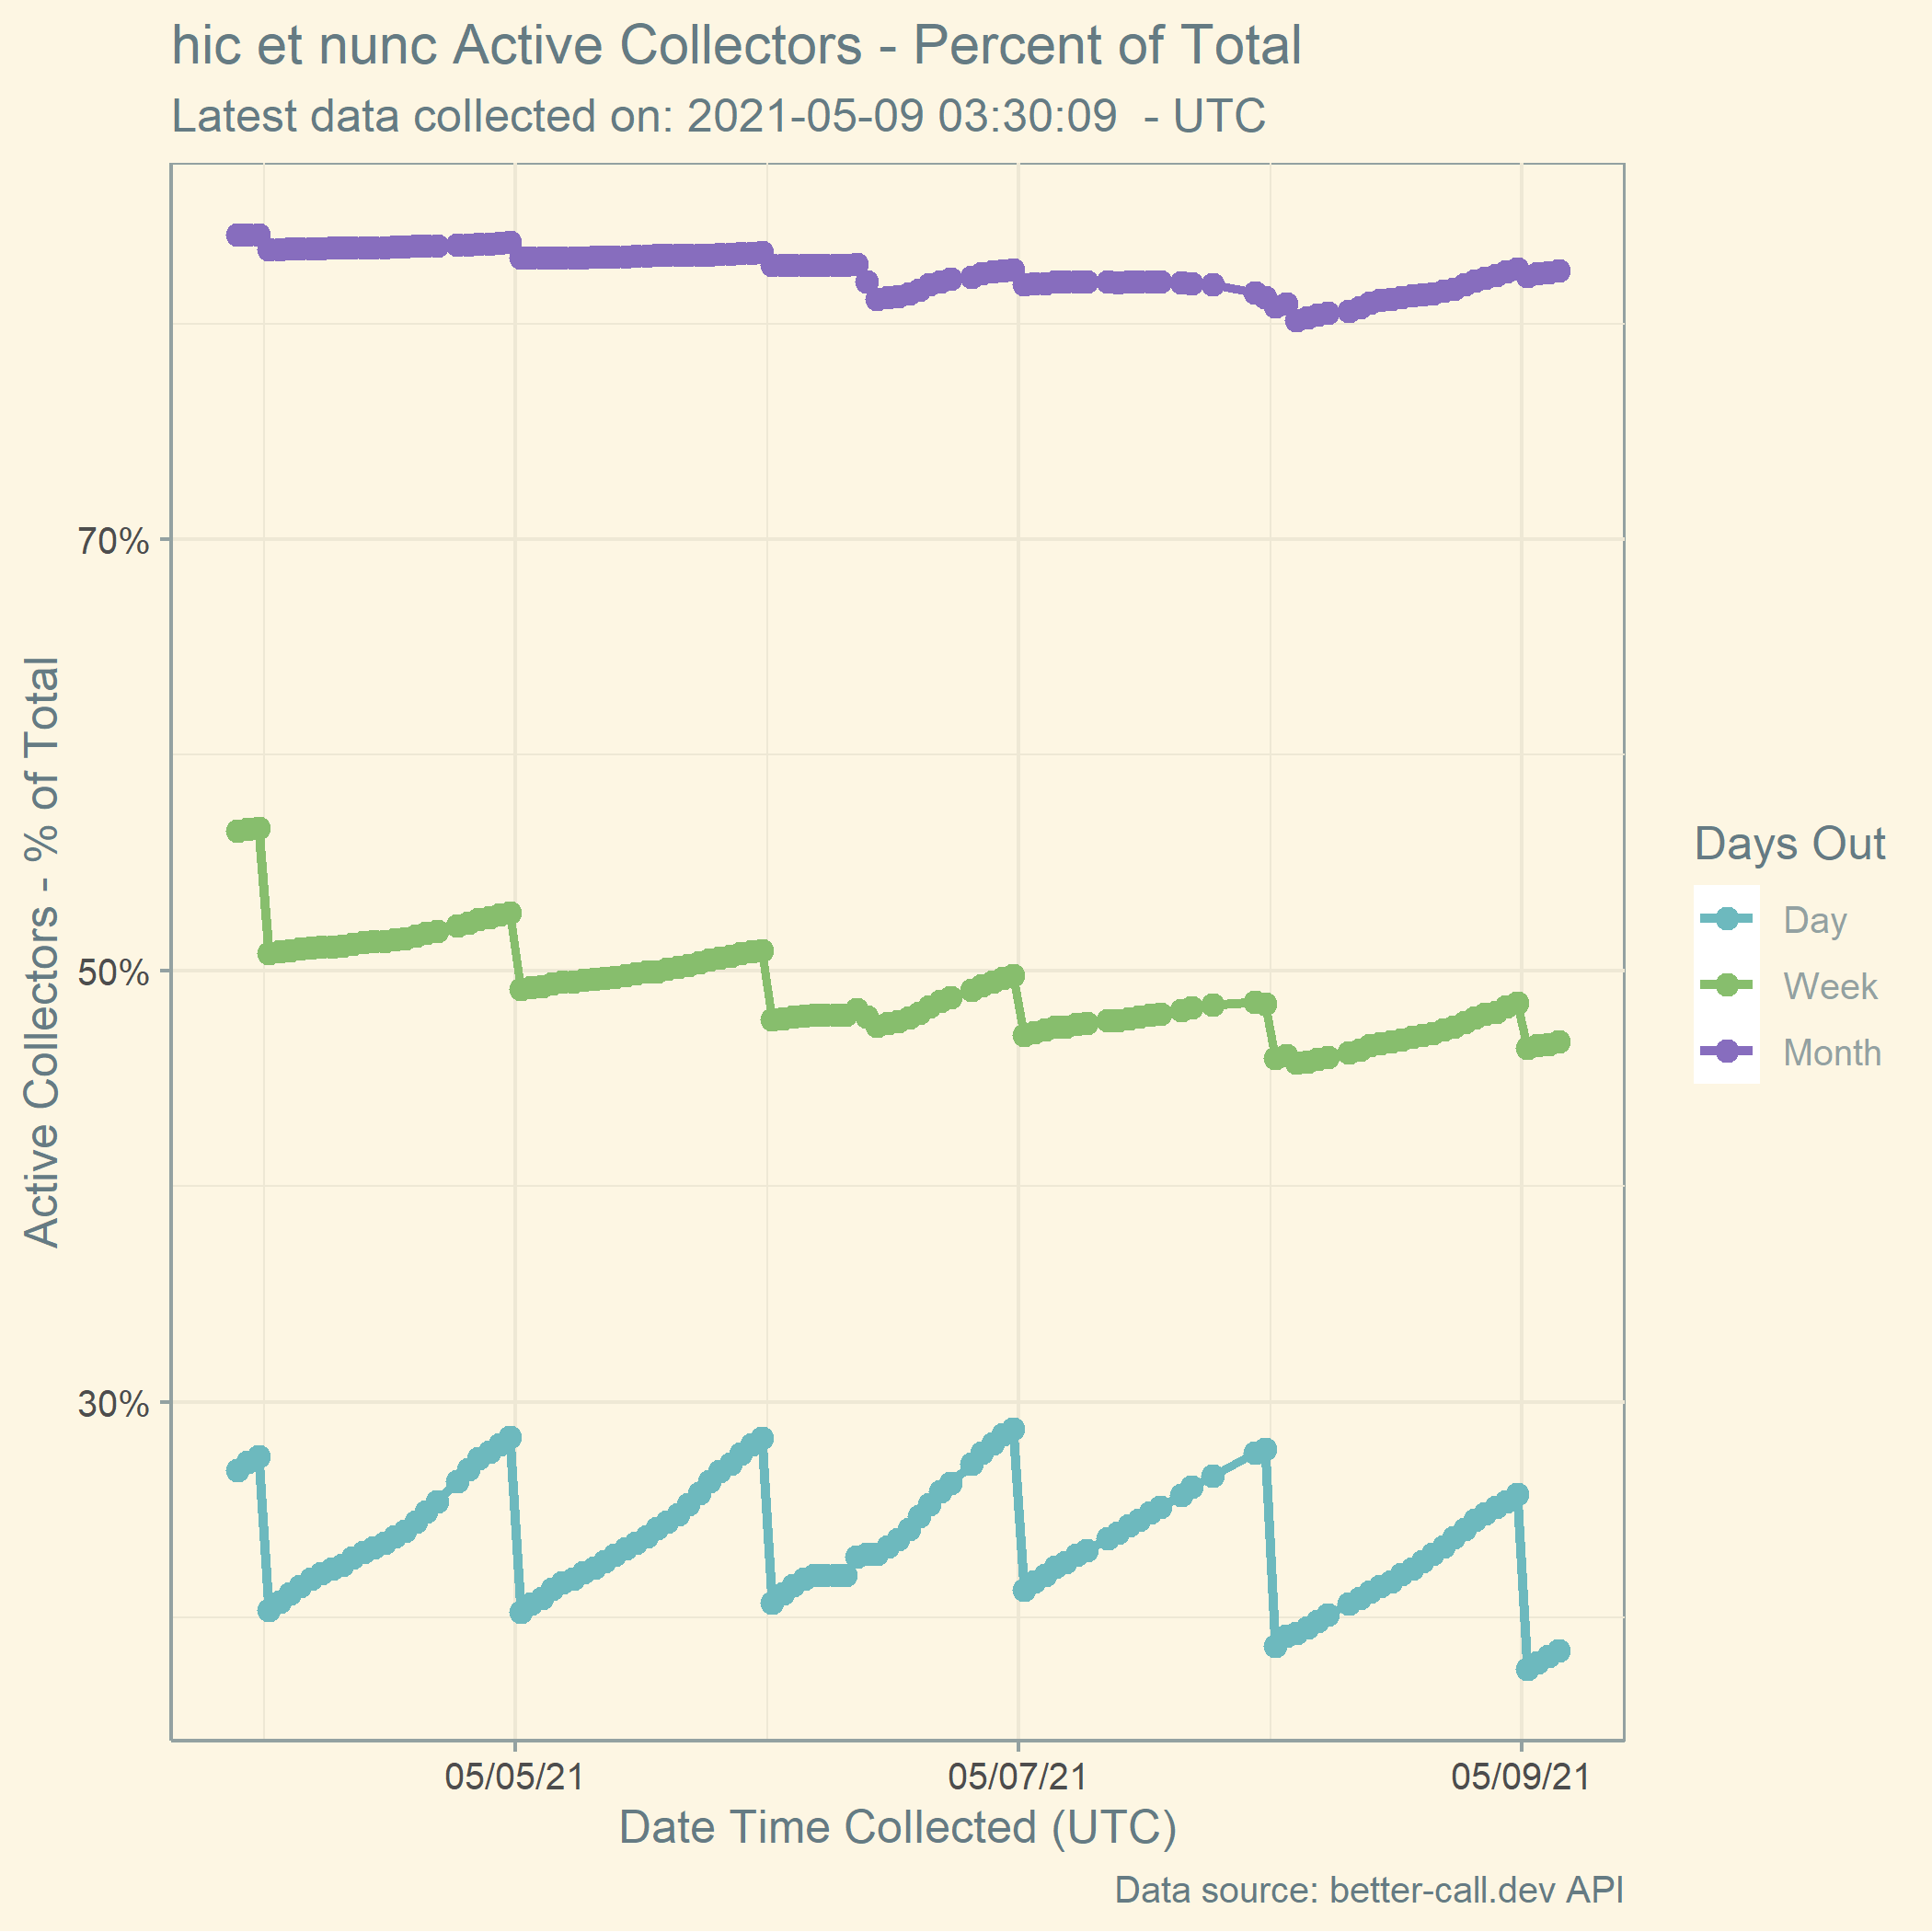 hic et nunc Active Collectors - Percent of Total
Latest data collected on: 2021-05-09 03:30:09  - UTC
Active Collectors - % of Total
70%
50%
30%
05/05/21
05/07/21
05/09/21
Date Time Collected (UTC)
Days Out
Day
Week
Month
Data source: better-call.dev API